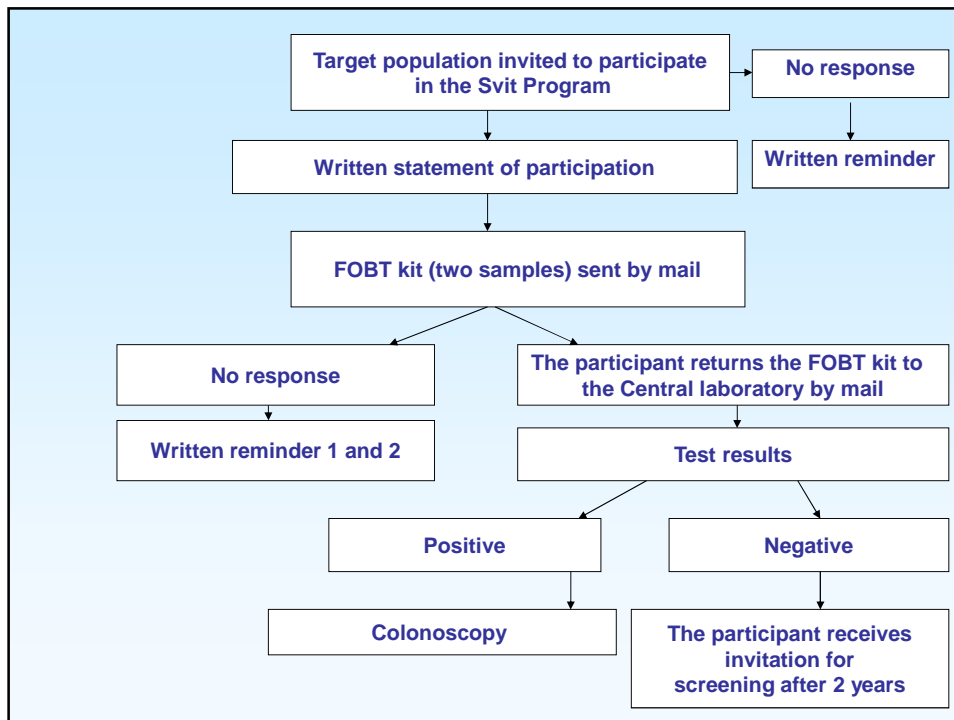 Target population invited to participate
in the Svit Program
No response
Written reminder
Written statement of participation
FOBT kit (two samples) sent by mail
No response
The participant returns the FOBT kit to
the Central laboratory by mail
Written reminder 1 and 2
Test results
Positive
Negative
Colonoscopy
The participant receives
invitation for
screening after 2 years